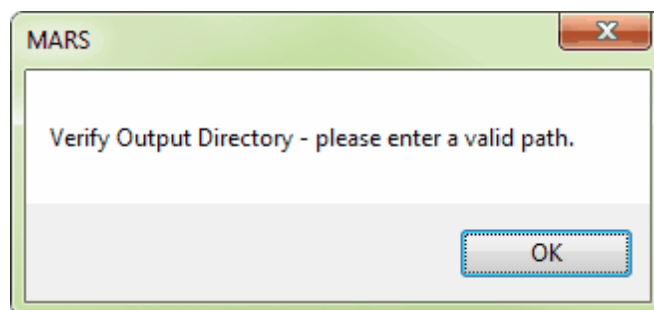 MARS
Verify Output Directory - please enter a valid path.
OK